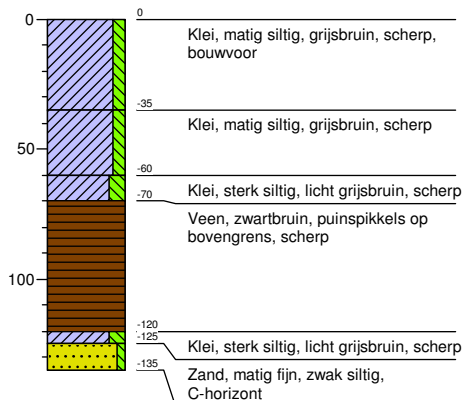 0
0
Klei, matig siltig, grijsbruin, scherp,
bouwvoor
-35
Klei, matig siltig, grijsbruin, scherp
50
-60
Klei, sterk siltig, licht grijsbruin, scherp
-70
Veen, zwartbruin, puinspikkels op
bovengrens, scherp
100
-120
-125
Klei, sterk siltig, licht grijsbruin, scherp
-135
Zand, matig fijn, zwak siltig,
C-horizont